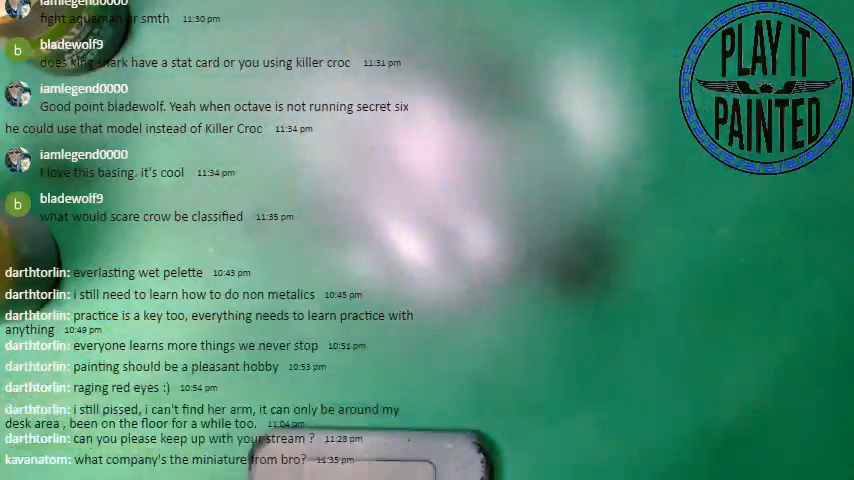 iamlegend0000
fight aquaman or smth 11:30 pm
bladewolf9
does king shark have a stat card or you using killer croc 11:31 pm
iamlegend0000
Good point bladewolf. Yeah when octave is not running secret six
he could use that model instead of Killer Croc 11:34 pm
iamlegend0000
I love this basing. it's cool 11:34 pm
bladewolf9
what would scare crow be classified 11:35 pm
darthtorlin: everlasting wet pelette 10:43 pm
darthtorlin: i still need to learn how to do non metalics 10:45 pm
darthtorlin: practice is a key too, everything needs to learn practice with
anything 10:49 pm
darthtorlin: everyone learns more things we never stop 10:51 pm
darthtorlin: painting should be a pleasant hobby 10:53 pm
darthtorlin: raging red eyes :) 10:54 pm
darthtorlin: i still pissed, i can't find her arm, it can only be around my
desk area , been on the floor for a while too. 11:04 pm
darthtorlin: can you please keep up with your stream ? 11:28 pm
kavanatorn: what company's the miniature from bro? 11:35 pm
PLAY IT
PAINTED
b
b